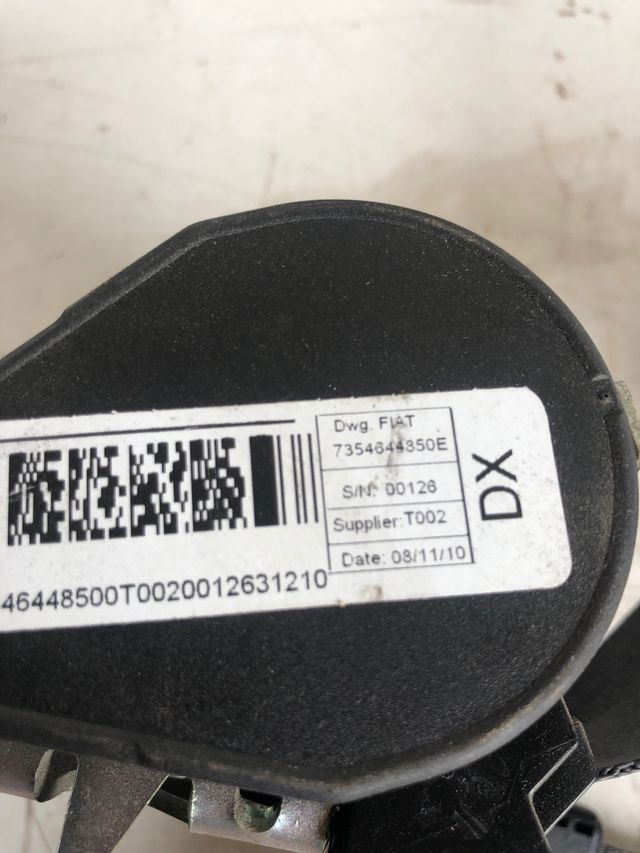 Dwg. FIAT
7354644850E
S/N: 00126
Supplier:T002
Date: 08/11/10
DX
46448500T0020012631210